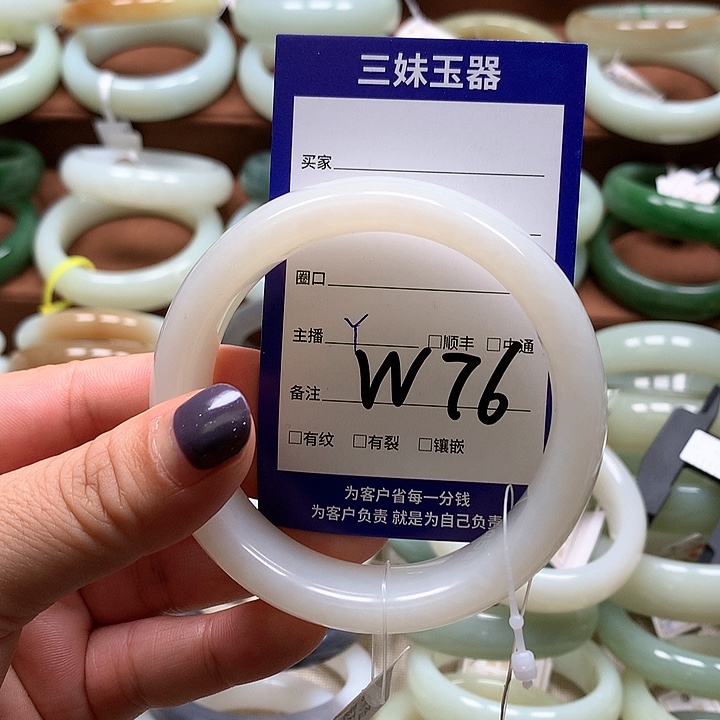 三妹玉器
买家
圈口
主播 Y □顺丰 □中通
备注 W76
□有纹 □有裂 □镶嵌
为客户省每一分钱
为客户负责 就是为自己负责